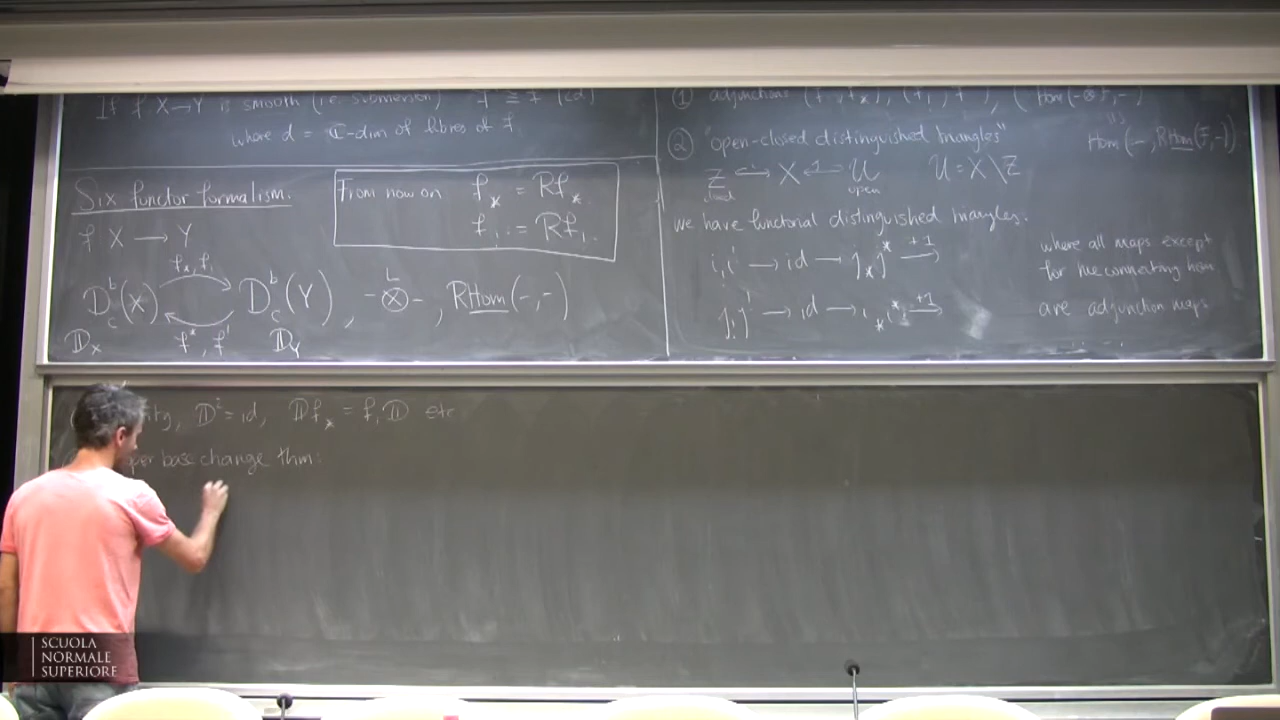 If f X→Y is smooth (i.e. submersion) f^! ≅ f^* [2d]
where d = ℂ-dim of fibres of f.
Six functor formalism.
f X → Y
From now on f_* := Rf_*
f_! := Rf_!
f_*, f_!
D^b_c(X) D^b_c(Y), -⊗^L-, RHom(-,-)
f^*, f^!
𝔻_X 𝔻_Y
① adjunctions (f^*, f_*), (f_!, f^!), (
Hom(-, RHom(F,-))
② "open-closed distinguished triangles"
Z ↪ X ↩ U U = X\Z
closed open
we have functorial distinguished triangles.
i_! i^! → id → j_* j^* +1→
j_! j^! → id → i_* i^* +1→
where all maps except
for the connecting hom
are adjunction maps
𝔻² = id, 𝔻f_* = f_!𝔻 etc
base change thm:
SCUOLA
NORMALE
SUPERIORE